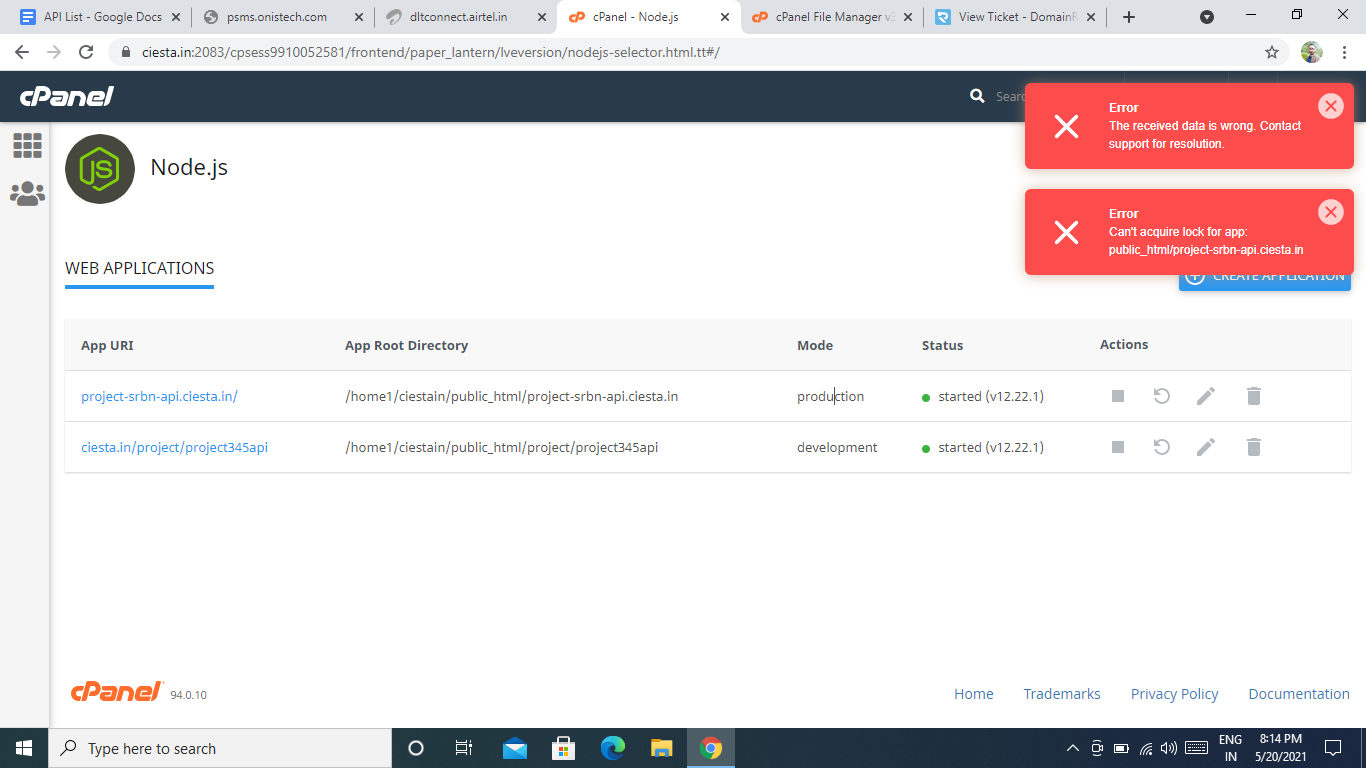 API List - Google Docs
psms.onistech.com
dltconnect.airtel.in
cPanel - Node.js
cPanel File Manager v3
View Ticket - DomainR
ciesta.in:2083/cpsess9910052581/frontend/paper_lantern/lveversion/nodejs-selector.html.tt#/
cPanel
Searc
Error
The received data is wrong. Contact
support for resolution.
JS
Node.js
Error
Can't acquire lock for app:
public_html/project-srbn-api.ciesta.in
WEB APPLICATIONS
CREATE APPLICATION
App URI App Root Directory Mode Status Actions
project-srbn-api.ciesta.in/ /home1/ciestain/public_html/project-srbn-api.ciesta.in production started (v12.22.1)
ciesta.in/project/project345api /home1/ciestain/public_html/project/project345api development started (v12.22.1)
cPanel 94.0.10
Home Trademarks Privacy Policy Documentation
Type here to search
ENG
IN
8:14 PM
5/20/2021